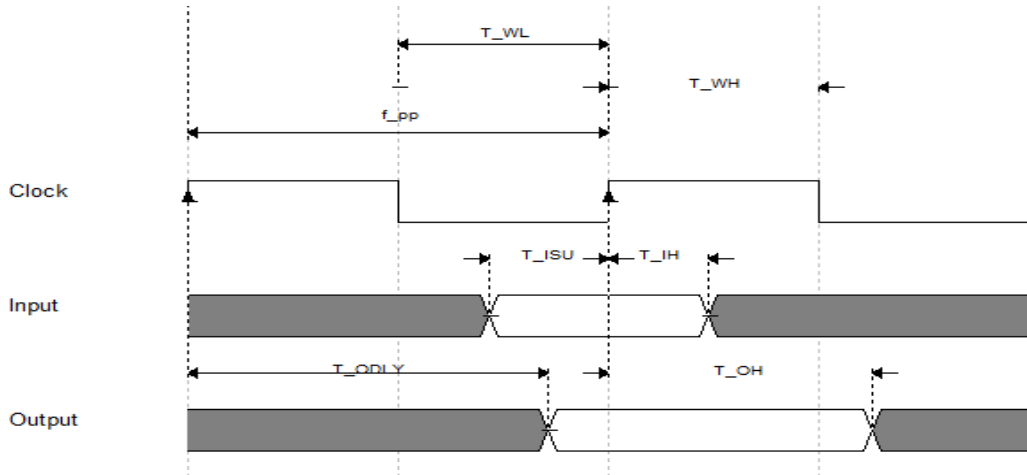 T_WL
T_WH
f_pp
Clock
T_ISU
T_IH
Input
T_ODLY
T_OH
Output